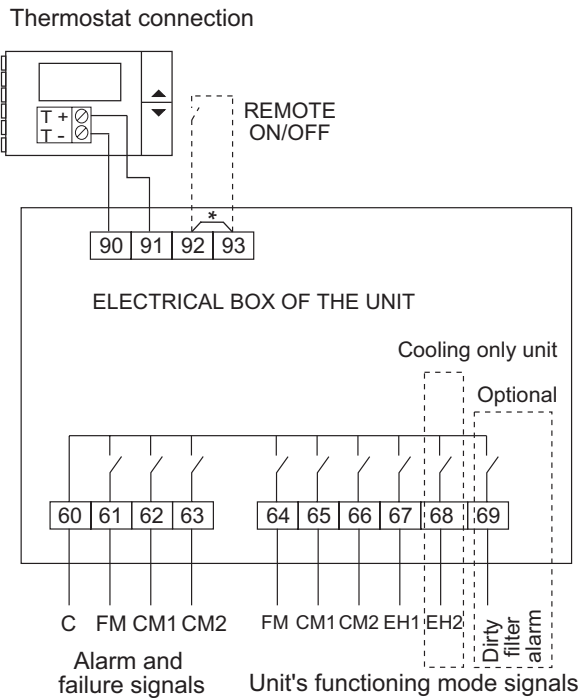 Thermostat connection
T +
T -
REMOTE
ON/OFF
*
90 91 92 93
ELECTRICAL BOX OF THE UNIT
Cooling only unit
Optional
60 61 62 63 64 65 66 67 68 69
C FM CM1 CM2 FM CM1 CM2 EH1 EH2
Dirty
filter
alarm
Alarm and
failure signals
Unit's functioning mode signals